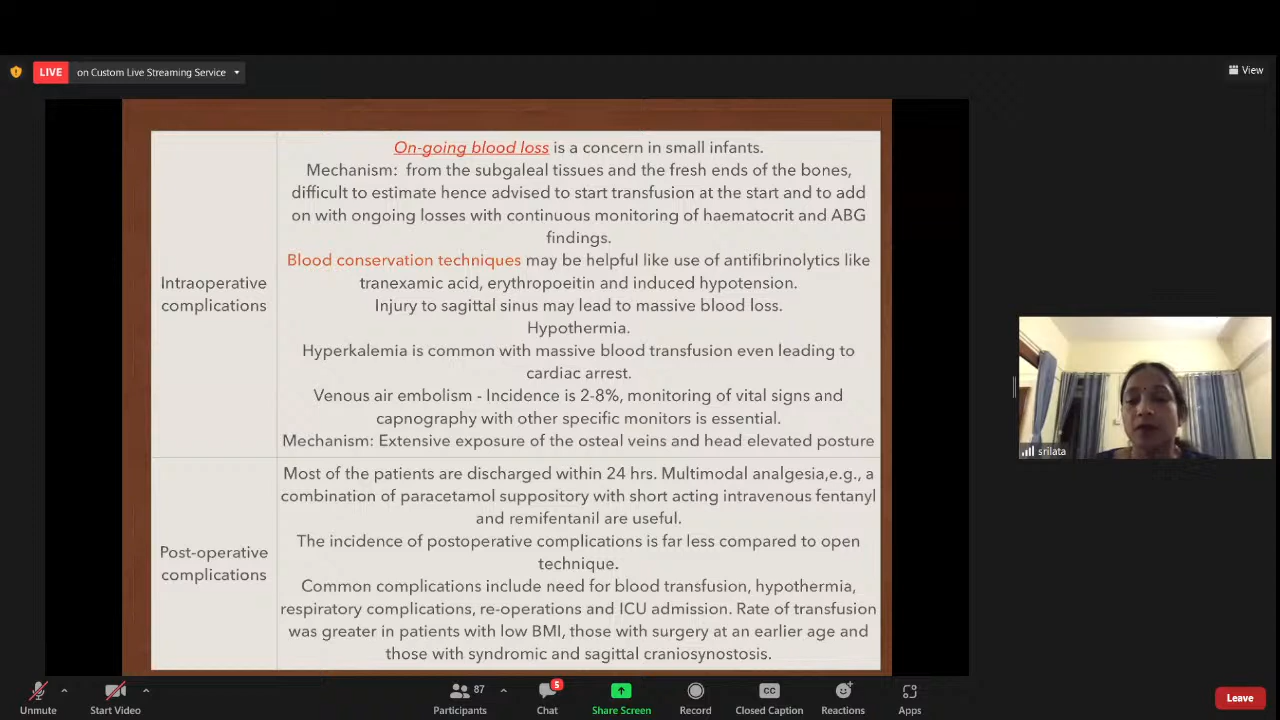 LIVE on Custom Live Streaming Service
View
On-going blood loss is a concern in small infants.
Mechanism: from the subgaleal tissues and the fresh ends of the bones,
difficult to estimate hence advised to start transfusion at the start and to add
on with ongoing losses with continuous monitoring of haematocrit and ABG
findings.
Blood conservation techniques may be helpful like use of antifibrinolytics like
tranexamic acid, erythropoeitin and induced hypotension.
Intraoperative
complications
Injury to sagittal sinus may lead to massive blood loss.
Hypothermia.
Hyperkalemia is common with massive blood transfusion even leading to
cardiac arrest.
Venous air embolism - Incidence is 2-8%, monitoring of vital signs and
capnography with other specific monitors is essential.
Mechanism: Extensive exposure of the osteal veins and head elevated posture
Most of the patients are discharged within 24 hrs. Multimodal analgesia,e.g., a
combination of paracetamol suppository with short acting intravenous fentanyl
and remifentanil are useful.
The incidence of postoperative complications is far less compared to open
technique.
Post-operative
complications
Common complications include need for blood transfusion, hypothermia,
respiratory complications, re-operations and ICU admission. Rate of transfusion
was greater in patients with low BMI, those with surgery at an earlier age and
those with syndromic and sagittal craniosynostosis.
srilata
Unmute
Start Video
87
Participants
5
Chat
Share Screen
Record
CC
Closed Caption
Reactions
Apps
Leave